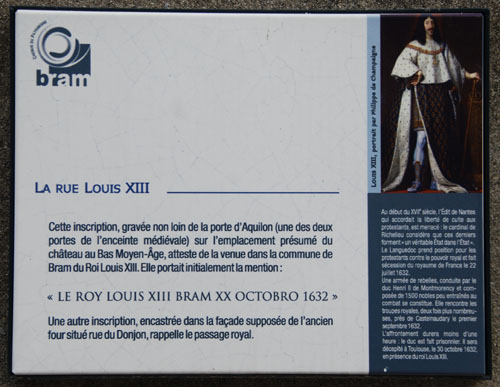 bram
LA RUE LOUIS XIII
Cette inscription, gravée non loin de la porte d'Aquilon (une des deux
portes de l'enceinte médiévale) sur l'emplacement présumé du
château au Bas Moyen-Âge, atteste de la venue dans la commune de
Bram du Roi Louis XIII. Elle portait initialement la mention :
« LE ROY LOUIS XIII BRAM XX OCTOBRO 1632 »
Une autre inscription, encastrée dans la façade supposée de l'ancien
four situé rue du Donjon, rappelle le passage royal.
Louis XIII, portrait par Philippe de Champaigne
Au début du XVIIe siècle, l'Édit de Nantes
qui accordait la liberté de culte aux
protestants, est menacé : le cardinal de
Richelieu considère que ces derniers
forment « un véritable État dans l'État ».
Le Languedoc prend position pour les
protestants contre le pouvoir royal et fait
sécession du royaume de France le 22
juillet 1632.
Une armée de rebelles, conduite par le
duc Henri II de Montmorency et com-
posée de 1500 nobles peu entraînés au
combat se constitue. Elle rencontre les
troupes royales, deux fois plus nombreu-
ses, près de Castelnaudary le premier
septembre 1632.
L'affrontement durera moins d'une
heure : le duc est fait prisonnier. Il sera
décapité à Toulouse, le 30 octobre 1632,
en présence du roi Louis XIII.